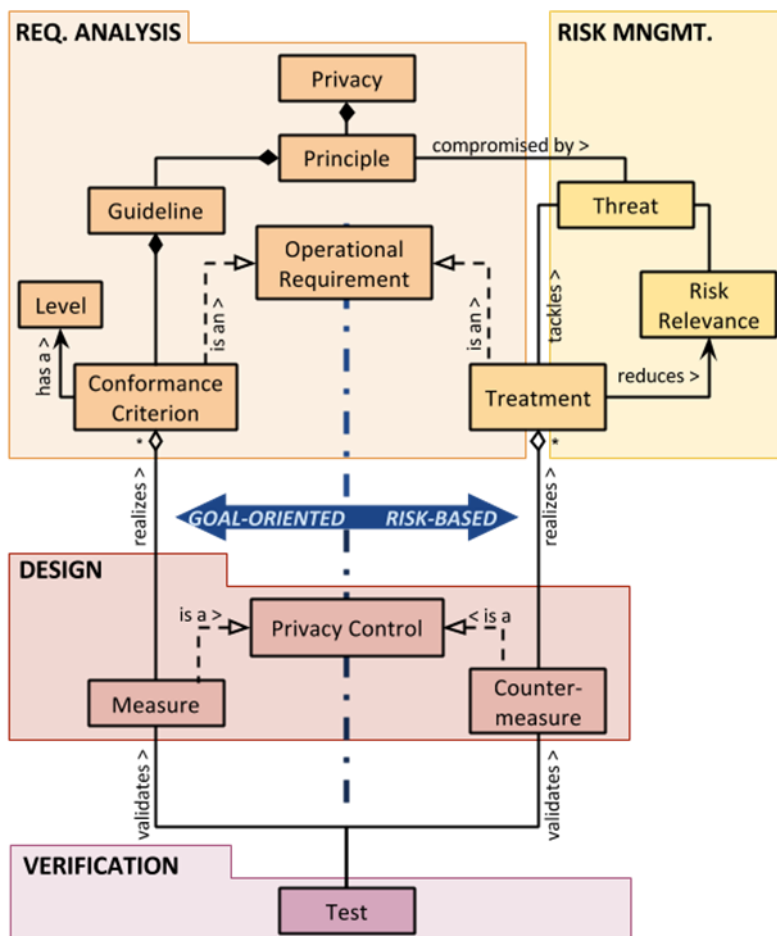 REQ. ANALYSIS
RISK MNGMT.
Privacy
Principle
compromised by >
Guideline
Threat
Operational
Requirement
Level
Risk
Relevance
has a >
is an >
is an >
tackles >
Conformance
Criterion
Treatment
reduces >
*
*
realizes >
realizes >
GOAL-ORIENTED
RISK-BASED
DESIGN
is a >
< is a
Privacy Control
Measure
Counter-
measure
validates >
validates >
VERIFICATION
Test